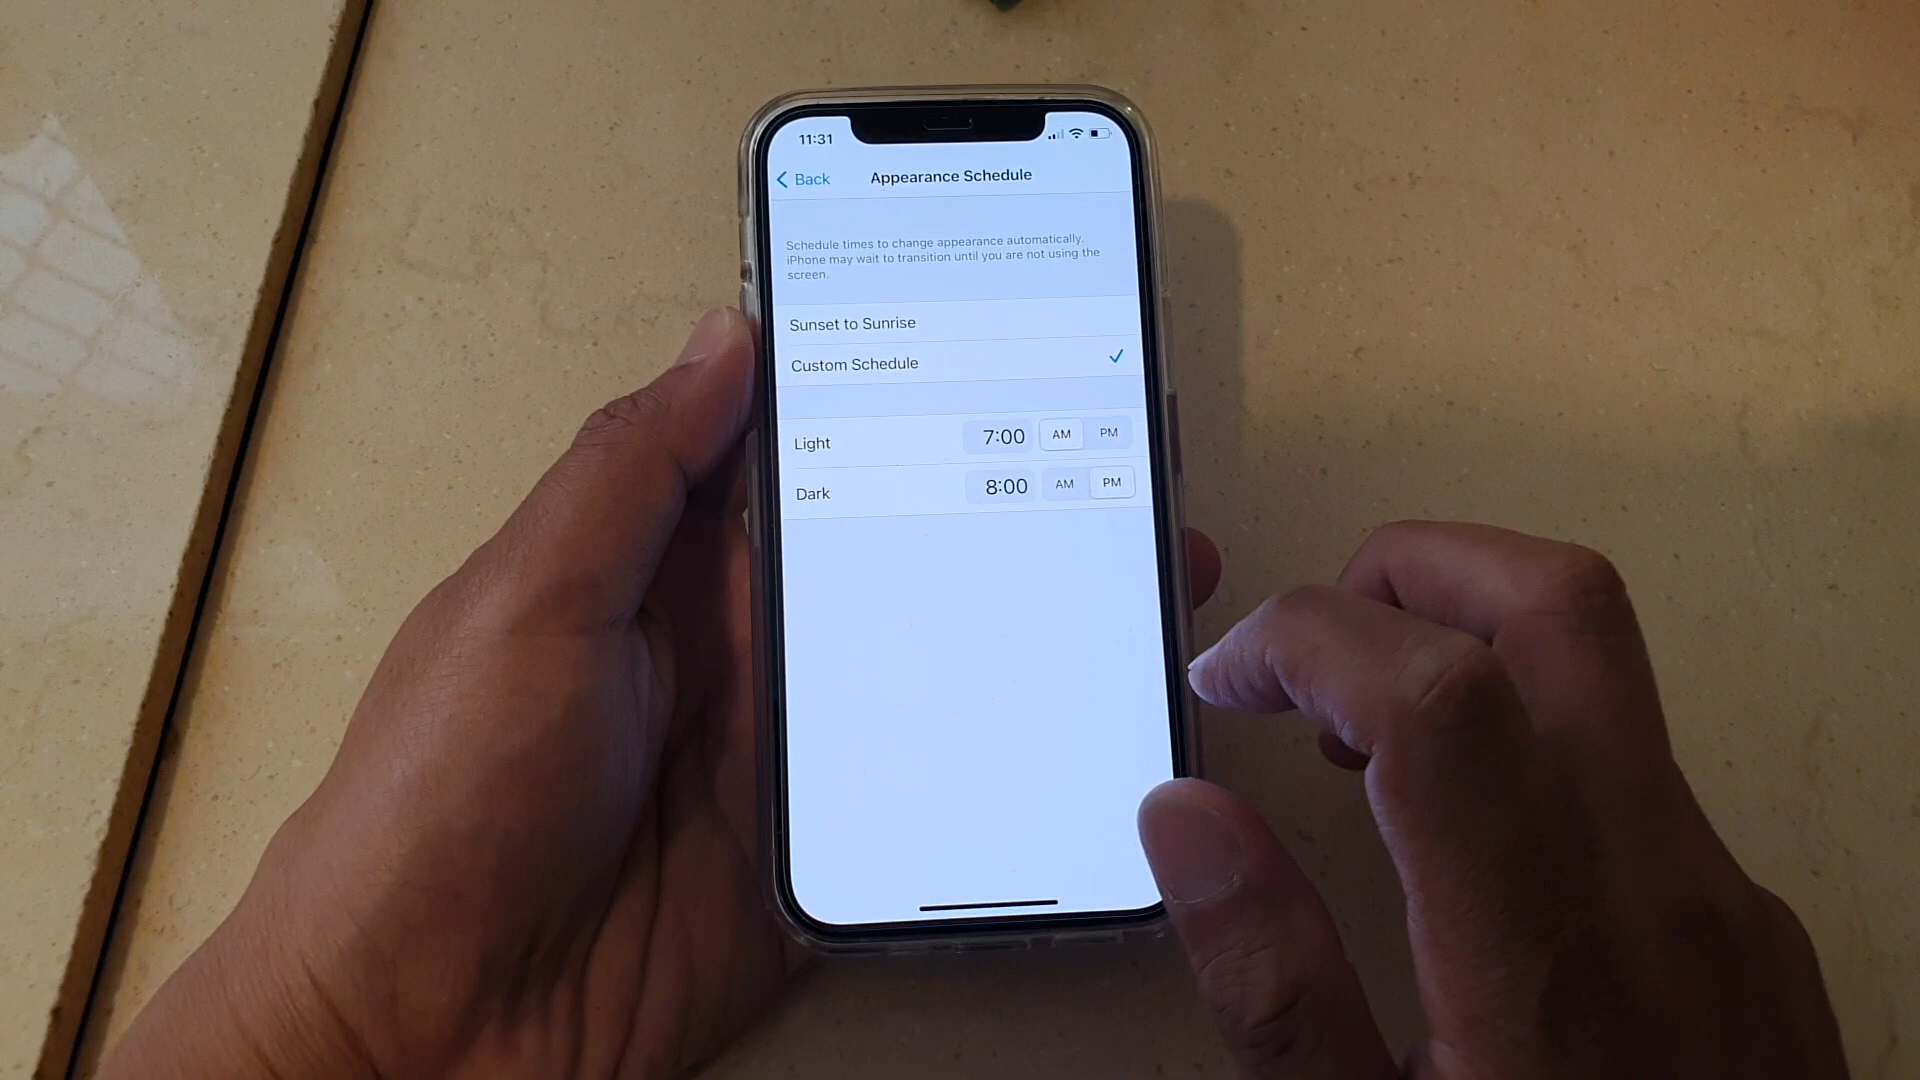 11:31
Back
Appearance Schedule
Schedule times to change appearance automatically.
iPhone may wait to transition until you are not using the
screen.
Sunset to Sunrise
Custom Schedule
Light 7:00 AM PM
Dark 8:00 AM PM